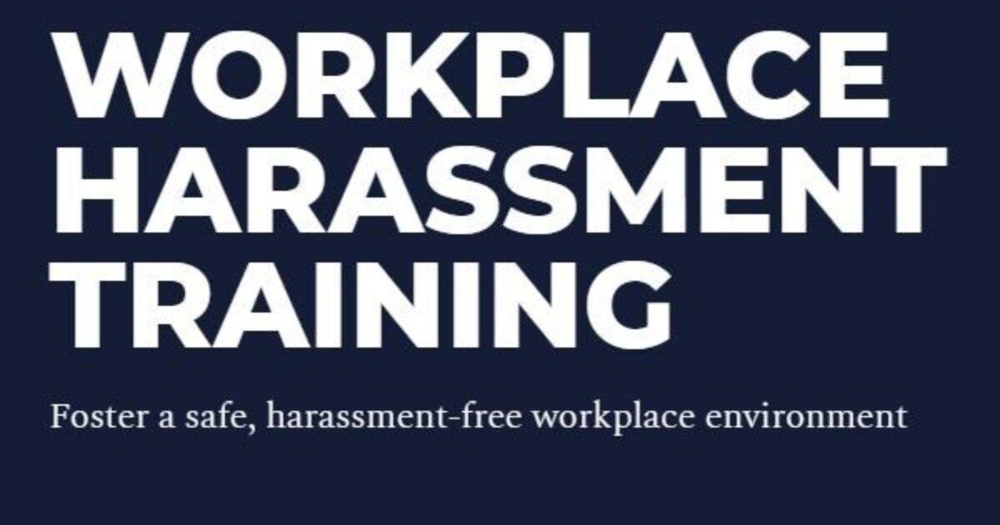 WORKPLACE
HARASSMENT
TRAINING
Foster a safe, harassment-free workplace environment